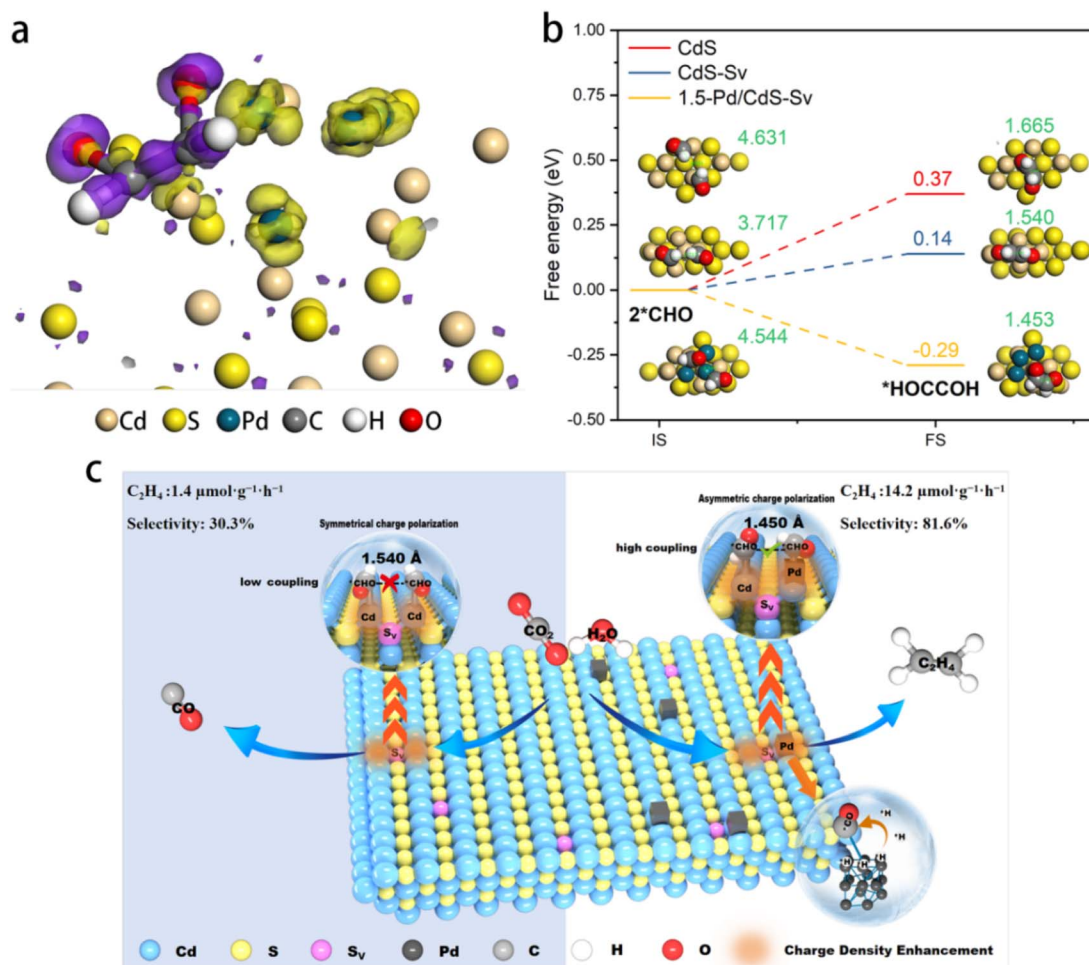 a
Cd S Pd C H O
b
Free energy (eV)
1.00
0.75
0.50
0.25
0.00
-0.25
-0.50
CdS
CdS-Sv
1.5-Pd/CdS-Sv
4.631
1.665
0.37
3.717
1.540
0.14
2*CHO
4.544
1.453
-0.29
*HOCCOH
IS FS
c
C₂H₄ :1.4 μmol·g⁻¹·h⁻¹
Selectivity: 30.3%
Symmetrical charge polarization
1.540 Å
low coupling
*CHO *CHO
Cd Cd
Sᵥ
Asymmetric charge polarization
1.450 Å
high coupling
*CHO *CHO
Cd Pd
Sᵥ
C₂H₄ :14.2 μmol·g⁻¹·h⁻¹
Selectivity: 81.6%
CO₂
H₂O
CO
C₂H₄
Sᵥ
Sᵥ Pd
*H
*H
H H H
Cd S Sᵥ Pd C H O Charge Density Enhancement